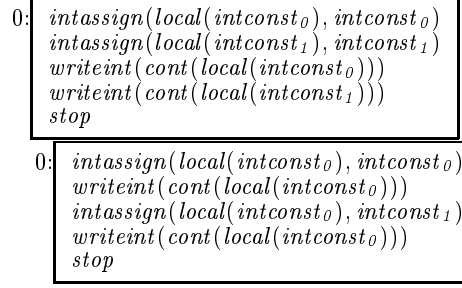 0: intassign(local(intconst₀), intconst₀)
intassign(local(intconst₁), intconst₁)
writeint(cont(local(intconst₀)))
writeint(cont(local(intconst₁)))
stop
0: intassign(local(intconst₀), intconst₀)
writeint(cont(local(intconst₀)))
intassign(local(intconst₀), intconst₁)
writeint(cont(local(intconst₀)))
stop